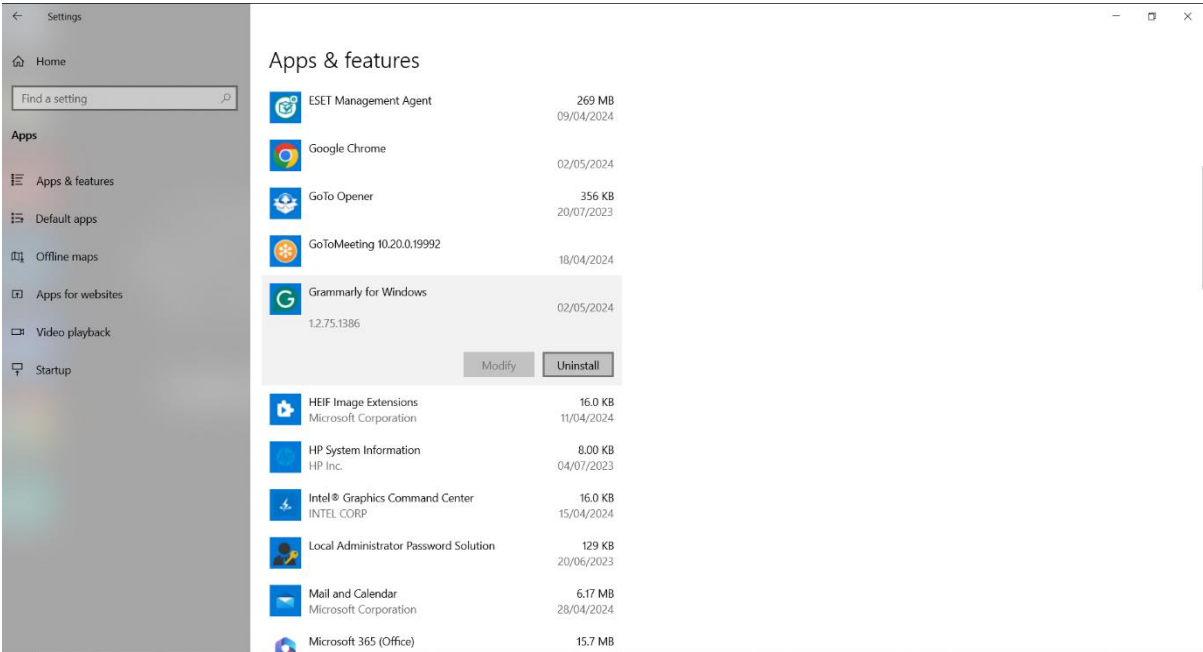 Settings
Home
Find a setting
Apps
Apps & features
Default apps
Offline maps
Apps for websites
Video playback
Startup
Apps & features
ESET Management Agent 269 MB
09/04/2024
Google Chrome
02/05/2024
GoTo Opener 356 KB
20/07/2023
GoToMeeting 10.20.0.19992
18/04/2024
Grammarly for Windows
02/05/2024
1.2.75.1386
Modify Uninstall
HEIF Image Extensions 16.0 KB
Microsoft Corporation 11/04/2024
HP System Information 8.00 KB
HP Inc. 04/07/2023
Intel® Graphics Command Center 16.0 KB
INTEL CORP 15/04/2024
Local Administrator Password Solution 129 KB
20/06/2023
Mail and Calendar 6.17 MB
Microsoft Corporation 28/04/2024
Microsoft 365 (Office) 15.7 MB